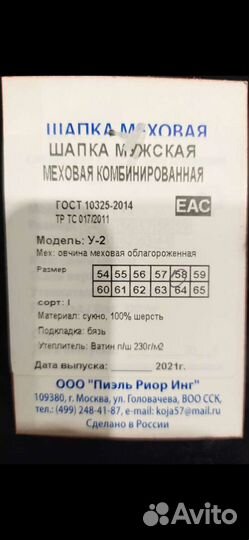 ШАПКА МЕХОВАЯ
ШАПКА МУЖСКАЯ
МЕХОВАЯ КОМБИНИРОВАННАЯ
ГОСТ 10325-2014
ТР ТС 017/2011
EAC
Модель: У-2
Мех: овчина меховая облагороженная
Размер
54 55 56 57 58 59
60 61 62 63 64 65
сорт: I
Материал: сукно, 100% шерсть
Подкладка: бязь
Утеплитель: Ватин п/ш 230г/м2
Дата выпуска: 2021г.
ООО "Пиэль Риор Инг"
109380, г. Москва, ул. Головачева, ВОО ССК,
тел.: (499) 248-41-87, e-mail: koja57@mail.ru
Сделано в России
Avito